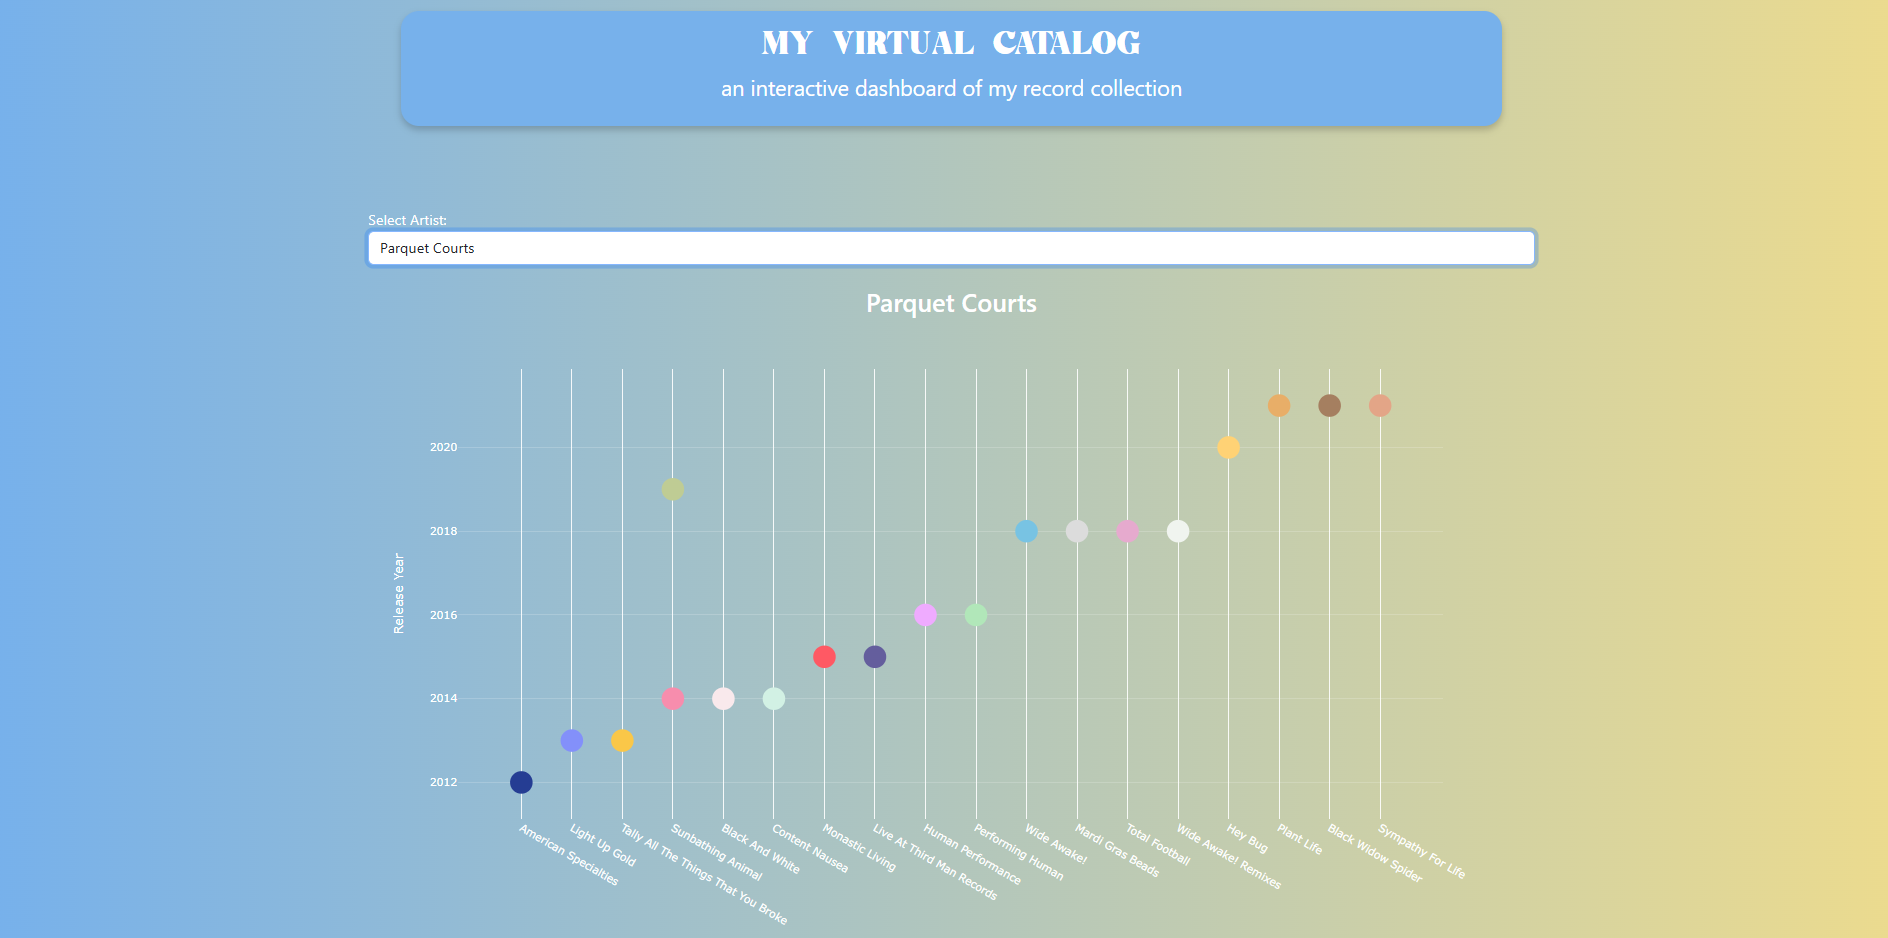 MY VIRTUAL CATALOG
an interactive dashboard of my record collection
Select Artist:
Parquet Courts
Parquet Courts
Release Year
2020
2018
2016
2014
2012
American Specialties
Light Up Gold
Tally All The Things That You Broke
Sunbathing Animal
Black And White
Content Nausea
Monastic Living
Live At Third Man Records
Human Performance
Performing Human
Wide Awake!
Mardi Gras Beads
Total Football
Wide Awake! Remixes
Hey Bug
Plant Life
Black Widow Spider
Sympathy For Life